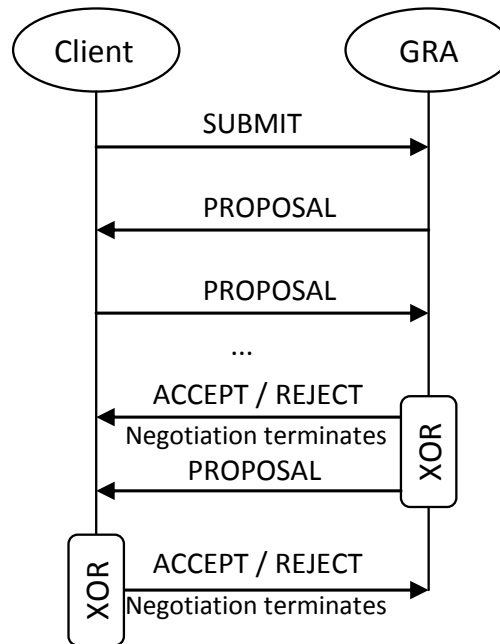 Client
GRA
SUBMIT
PROPOSAL
PROPOSAL
...
ACCEPT / REJECT
Negotiation terminates
XOR
PROPOSAL
XOR
ACCEPT / REJECT
Negotiation terminates